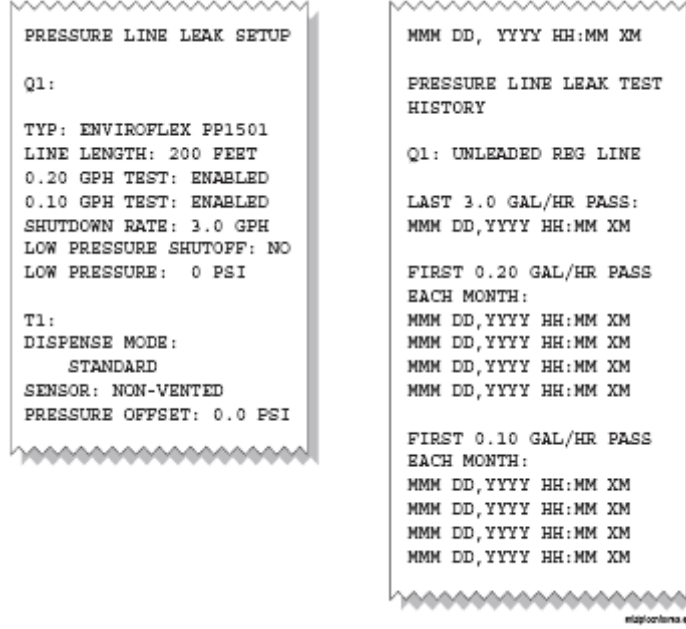 PRESSURE LINE LEAK SETUP
Q1:
TYP: ENVIROFLEX PP1501
LINE LENGTH: 200 FEET
0.20 GPH TEST: ENABLED
0.10 GPH TEST: ENABLED
SHUTDOWN RATE: 3.0 GPH
LOW PRESSURE SHUTOFF: NO
LOW PRESSURE: 0 PSI
T1:
DISPENSE MODE:
STANDARD
SENSOR: NON-VENTED
PRESSURE OFFSET: 0.0 PSI
MMM DD, YYYY HH:MM XM
PRESSURE LINE LEAK TEST
HISTORY
Q1: UNLEADED REG LINE
LAST 3.0 GAL/HR PASS:
MMM DD,YYYY HH:MM XM
FIRST 0.20 GAL/HR PASS
EACH MONTH:
MMM DD,YYYY HH:MM XM
MMM DD,YYYY HH:MM XM
MMM DD,YYYY HH:MM XM
MMM DD,YYYY HH:MM XM
FIRST 0.10 GAL/HR PASS
EACH MONTH:
MMM DD,YYYY HH:MM XM
MMM DD,YYYY HH:MM XM
MMM DD,YYYY HH:MM XM
MMM DD,YYYY HH:MM XM